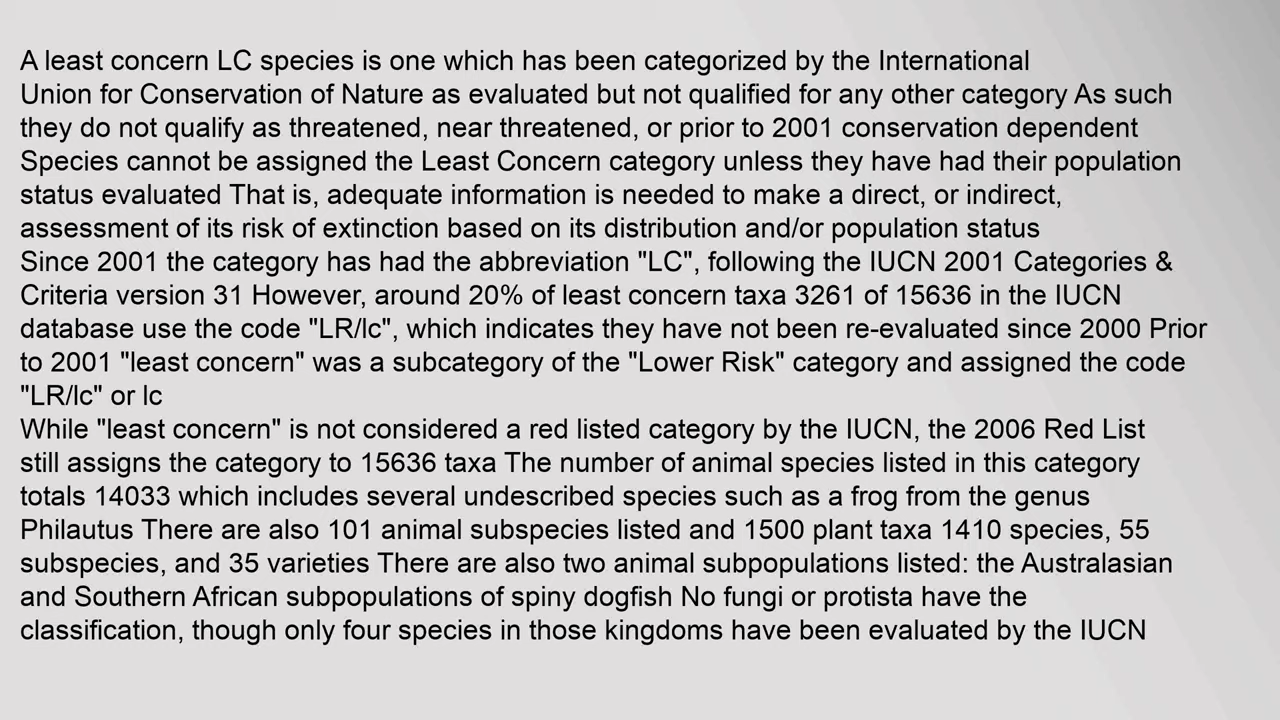 A least concern LC species is one which has been categorized by the International
Union for Conservation of Nature as evaluated but not qualified for any other category As such
they do not qualify as threatened, near threatened, or prior to 2001 conservation dependent
Species cannot be assigned the Least Concern category unless they have had their population
status evaluated That is, adequate information is needed to make a direct, or indirect,
assessment of its risk of extinction based on its distribution and/or population status
Since 2001 the category has had the abbreviation "LC", following the IUCN 2001 Categories &
Criteria version 31 However, around 20% of least concern taxa 3261 of 15636 in the IUCN
database use the code "LR/lc", which indicates they have not been re-evaluated since 2000 Prior
to 2001 "least concern" was a subcategory of the "Lower Risk" category and assigned the code
"LR/lc" or lc
While "least concern" is not considered a red listed category by the IUCN, the 2006 Red List
still assigns the category to 15636 taxa The number of animal species listed in this category
totals 14033 which includes several undescribed species such as a frog from the genus
Philautus There are also 101 animal subspecies listed and 1500 plant taxa 1410 species, 55
subspecies, and 35 varieties There are also two animal subpopulations listed: the Australasian
and Southern African subpopulations of spiny dogfish No fungi or protista have the
classification, though only four species in those kingdoms have been evaluated by the IUCN